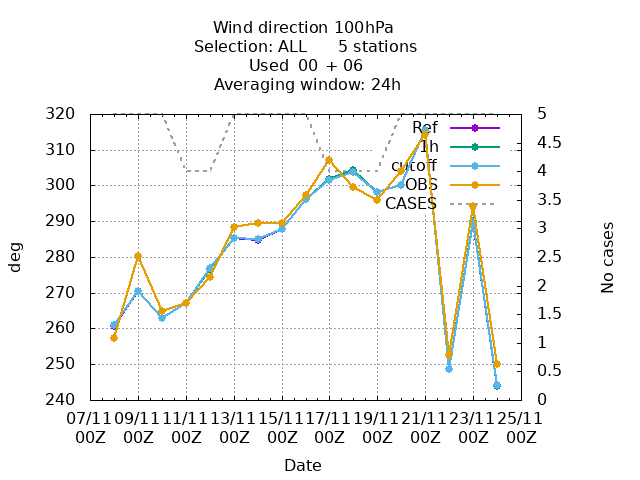 Wind direction 100hPa
Selection: ALL 5 stations
Used 00 + 06
Averaging window: 24h
320
310
300
290
280
270
260
250
240
deg
5
4.5
4
3.5
3
2.5
2
1.5
1
0.5
0
No cases
Ref
1h
cutoff
OBS
CASES
07/11 09/11 11/11 13/11 15/11 17/11 19/11 21/11 23/11 25/11
00Z 00Z 00Z 00Z 00Z 00Z 00Z 00Z 00Z 00Z
Date